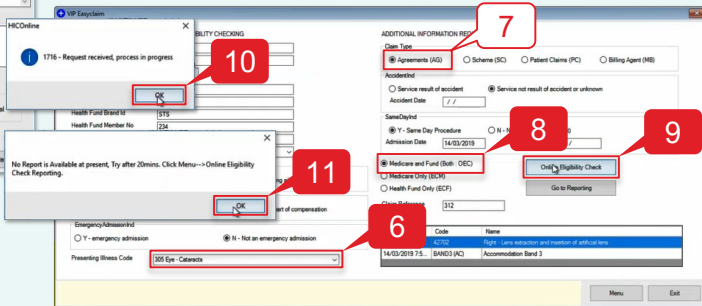 VIP Easyclaim
HICOnline
1716 - Request received, process in progress
OK
10
BILITY CHECKING
Health Fund Brand Id
STS
Health Fund Member No
234
No Report is Available at present, Try after 20mins. Click Menu-->Online Eligibility
Check Reporting.
OK
11
rt of compensation
EmergencyAdmissionInd
Y - emergency admission
N - Not an emergency admission
6
Presenting Illness Code
305 Eye - Cataracts
ADDITIONAL INFORMATION REQ
7
Claim Type
Agreements (AG)
Scheme (SC)
Patient Claims (PC)
Billing Agent (MB)
AccidentInd
Service result of accident
Service not result of accident or unknown
Accident Date
/ /
SameDayInd
Y - Same Day Procedure
N - N
8
Admission Date
14/03/2019
/
9
Medicare and Fund (Both OEC)
Online Eligibility Check
Medicare Only (ECM)
Health Fund Only (ECF)
Go to Reporting
312
Code
Name
42702
Right - Lens extraction and insertion of artificial lens
14/03/2019 7:5...
BAND3 (AC)
Accommodation Band 3
Menu
Exit